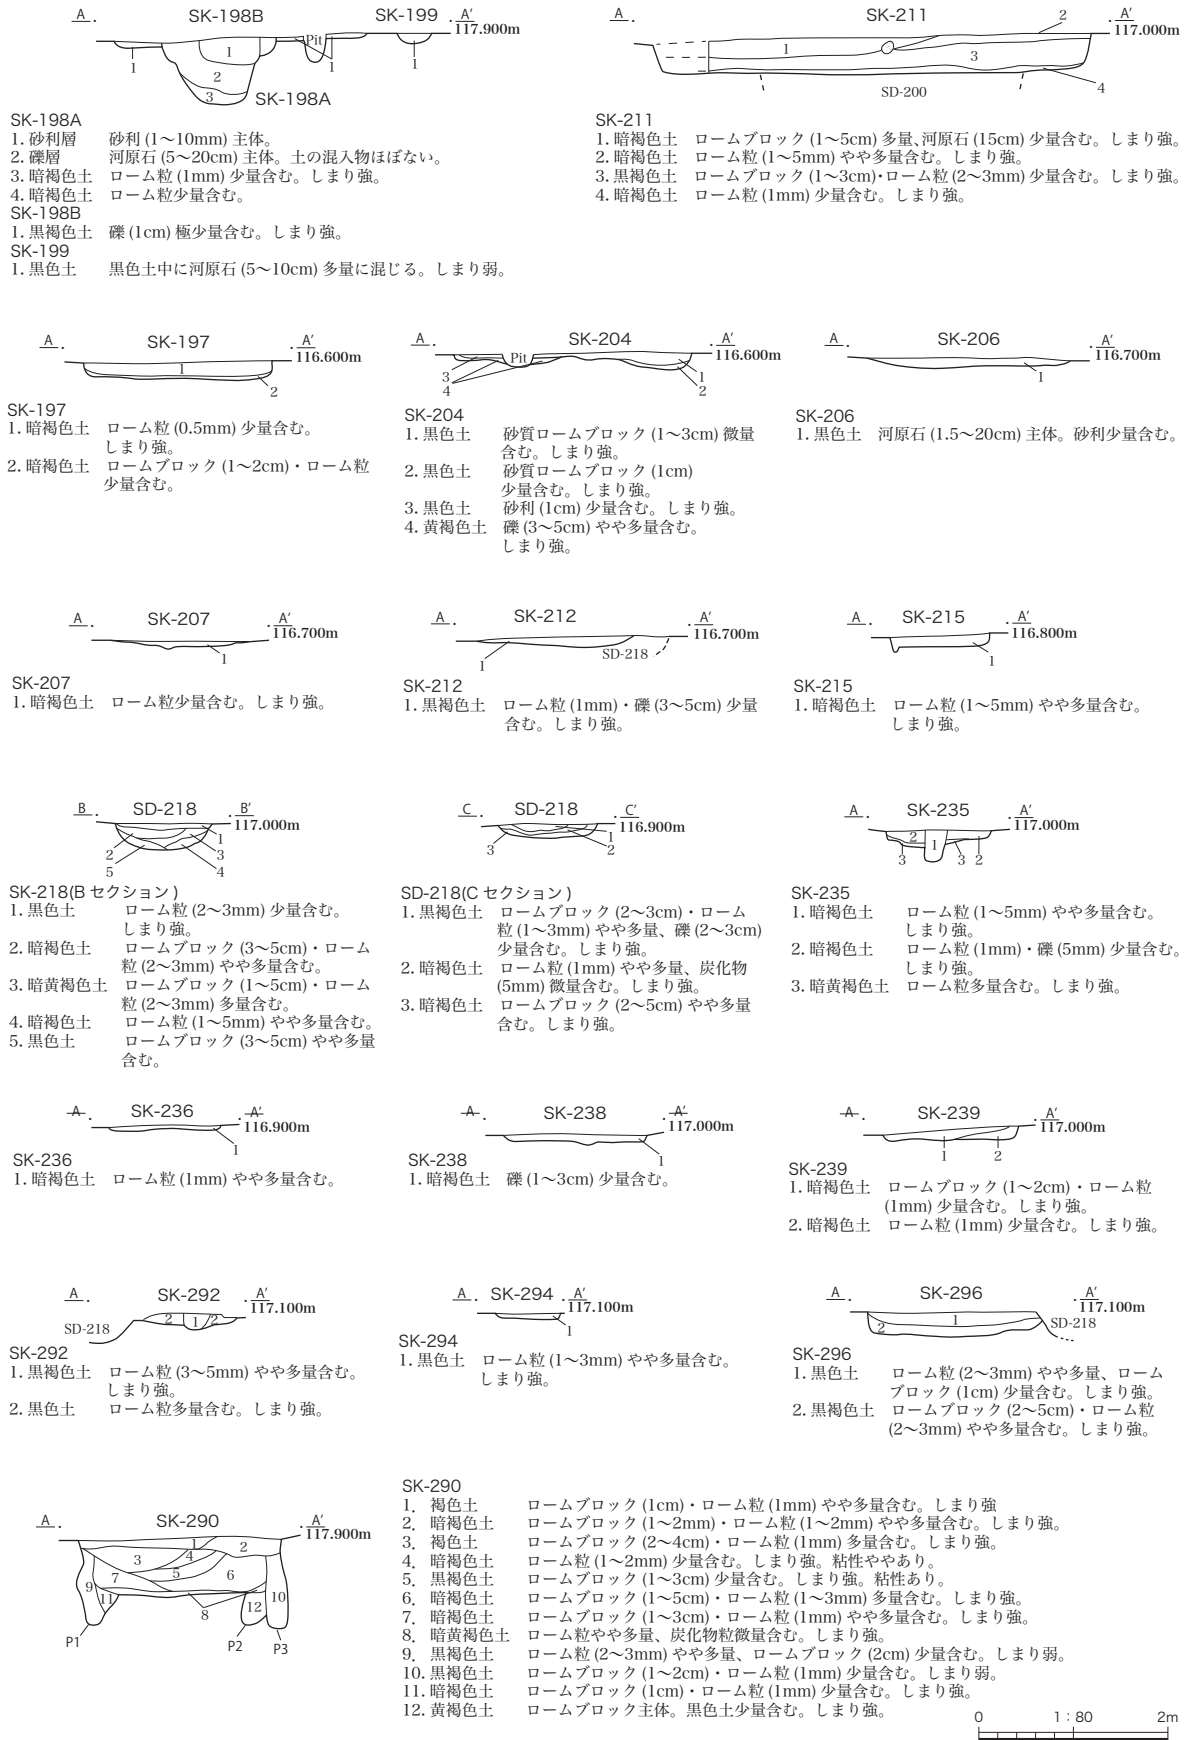 A . SK-198B SK-199 . A′
117.900m
Pit
1 1 1 1
2
3
SK-198A
SK-198A
1. 砂利層 砂利 (1～10mm) 主体。
2. 礫層 河原石 (5～20cm) 主体。土の混入物ほぼない。
3. 暗褐色土 ローム粒 (1mm) 少量含む。しまり強。
4. 暗褐色土 ローム粒少量含む。
SK-198B
1. 黒褐色土 礫 (1cm) 極少量含む。しまり強。
SK-199
1. 黒色土 黒色土中に河原石 (5～10cm) 多量に混じる。しまり弱。
A . SK-211 2 . A′
117.000m
1 3
4
SD-200
SK-211
1. 暗褐色土 ロームブロック (1～5cm) 多量、河原石 (15cm) 少量含む。しまり強。
2. 暗褐色土 ローム粒 (1～5mm) やや多量含む。しまり強。
3. 黒褐色土 ロームブロック (1～3cm)・ローム粒 (2～3mm) 少量含む。しまり強。
4. 暗褐色土 ローム粒 (1mm) 少量含む。しまり強。
A . SK-197 . A′
116.600m
1
2
SK-197
1. 暗褐色土 ローム粒 (0.5mm) 少量含む。
しまり強。
2. 暗褐色土 ロームブロック (1～2cm)・ローム粒
少量含む。
A . SK-204 . A′
116.600m
Pit
3 1
4 2
SK-204
1. 黒色土 砂質ロームブロック (1～3cm) 微量
含む。しまり強。
2. 黒色土 砂質ロームブロック (1cm)
少量含む。しまり強。
3. 黒色土 砂利 (1cm) 少量含む。しまり強。
4. 黄褐色土 礫 (3～5cm) やや多量含む。
しまり強。
A . SK-206 . A′
116.700m
1
SK-206
1. 黒色土 河原石 (1.5～20cm) 主体。砂利少量含む。
A . SK-207 . A′
116.700m
1
SK-207
1. 暗褐色土 ローム粒少量含む。しまり強。
A . SK-212 . A′
116.700m
1 SD-218
SK-212
1. 黒褐色土 ローム粒 (1mm)・礫 (3～5cm) 少量
含む。しまり強。
A . SK-215 . A′
116.800m
1
SK-215
1. 暗褐色土 ローム粒 (1～5mm) やや多量含む。
しまり強。
B . SD-218 . B′
117.000m
1
2 3
5 4
SK-218(B セクション )
1. 黒色土 ローム粒 (2～3mm) 少量含む。
しまり強。
2. 暗褐色土 ロームブロック (3～5cm)・ローム
粒 (2～3mm) やや多量含む。
3. 暗黄褐色土 ロームブロック (1～5cm)・ローム
粒 (2～3mm) 多量含む。
4. 暗褐色土 ローム粒 (1～5mm) やや多量含む。
5. 黒色土 ロームブロック (3～5cm) やや多量
含む。
C . SD-218 . C′
116.900m
1
3 2
SD-218(C セクション )
1. 黒褐色土 ロームブロック (2～3cm)・ローム
粒 (1～3mm) やや多量、礫 (2～3cm)
少量含む。しまり強。
2. 暗褐色土 ローム粒 (1mm) やや多量、炭化物
(5mm) 微量含む。しまり強。
3. 暗褐色土 ロームブロック (2～5cm) やや多量
含む。しまり強。
A . SK-235 . A′
117.000m
2 1
3 3 2
SK-235
1. 暗褐色土 ローム粒 (1～5mm) やや多量含む。
しまり強。
2. 暗褐色土 ローム粒 (1mm)・礫 (5mm) 少量含む。
しまり強。
3. 暗黄褐色土 ローム粒多量含む。しまり強。
A . SK-236 . A′
116.900m
1
SK-236
1. 暗褐色土 ローム粒 (1mm) やや多量含む。
A . SK-238 . A′
117.000m
1
SK-238
1. 暗褐色土 礫 (1～3cm) 少量含む。
A . SK-239 . A′
117.000m
1 2
SK-239
1. 暗褐色土 ロームブロック (1～2cm)・ローム粒
(1mm) 少量含む。しまり強。
2. 暗褐色土 ローム粒 (1mm) 少量含む。しまり強。
A . SK-292 . A′
117.100m
SD-218 2 1 2
SK-292
1. 黒褐色土 ローム粒 (3～5mm) やや多量含む。
しまり強。
2. 黒色土 ローム粒多量含む。しまり強。
A . SK-294 . A′
117.100m
1
SK-294
1. 黒色土 ローム粒 (1～3mm) やや多量含む。
しまり強。
A . SK-296 . A′
117.100m
1 SD-218
2
SK-296
1. 黒色土 ローム粒 (2～3mm) やや多量、ローム
ブロック (1cm) 少量含む。しまり強。
2. 黒褐色土 ロームブロック (2～5cm)・ローム粒
(2～3mm) やや多量含む。しまり強。
A . SK-290 . A′
117.900m
1 2
3 4
7 5 6
9 11 8 12 10
P1 P2 P3
SK-290
1. 褐色土 ロームブロック (1cm)・ローム粒 (1mm) やや多量含む。しまり強
2. 暗褐色土 ロームブロック (1～2mm)・ローム粒 (1～2mm) やや多量含む。しまり強。
3. 褐色土 ロームブロック (2～4cm)・ローム粒 (1mm) 多量含む。しまり強。
4. 暗褐色土 ローム粒 (1～2mm) 少量含む。しまり強。粘性ややあり。
5. 黒褐色土 ロームブロック (1～3cm) 少量含む。しまり強。粘性あり。
6. 暗褐色土 ロームブロック (1～5cm)・ローム粒 (1～3mm) 多量含む。しまり強。
7. 暗褐色土 ロームブロック (1～3cm)・ローム粒 (1mm) やや多量含む。しまり強。
8. 暗黄褐色土 ローム粒やや多量、炭化物粒微量含む。しまり強。
9. 黒褐色土 ローム粒 (2～3mm) やや多量、ロームブロック (2cm) 少量含む。しまり弱。
10. 黒褐色土 ロームブロック (1～2cm)・ローム粒 (1mm) 少量含む。しまり弱。
11. 暗褐色土 ロームブロック (1cm)・ローム粒 (1mm) 少量含む。しまり強。
12. 黄褐色土 ロームブロック主体。黒色土少量含む。しまり強。
0 1 : 80 2m